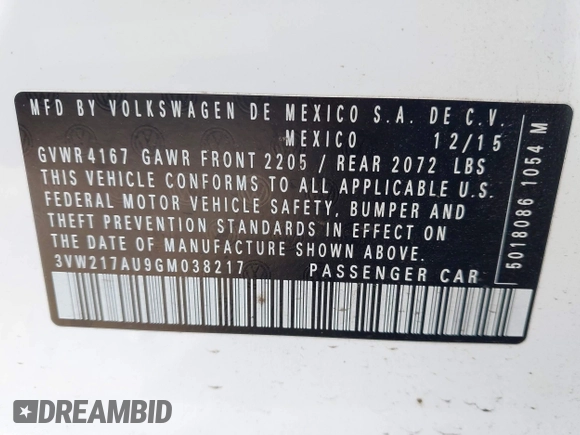 MFD BY VOLKSWAGEN DE MEXICO S.A. DE C.V.
MEXICO 12/15
GVWR 4167 GAWR FRONT 2205 / REAR 2072 LBS
THIS VEHICLE CONFORMS TO ALL APPLICABLE U.S.
FEDERAL MOTOR VEHICLE SAFETY, BUMPER AND
THEFT PREVENTION STANDARDS IN EFFECT ON
THE DATE OF MANUFACTURE SHOWN ABOVE.
3VW217AU9GM038217 PASSENGER CAR
5018086 1054 M
DREAMBID